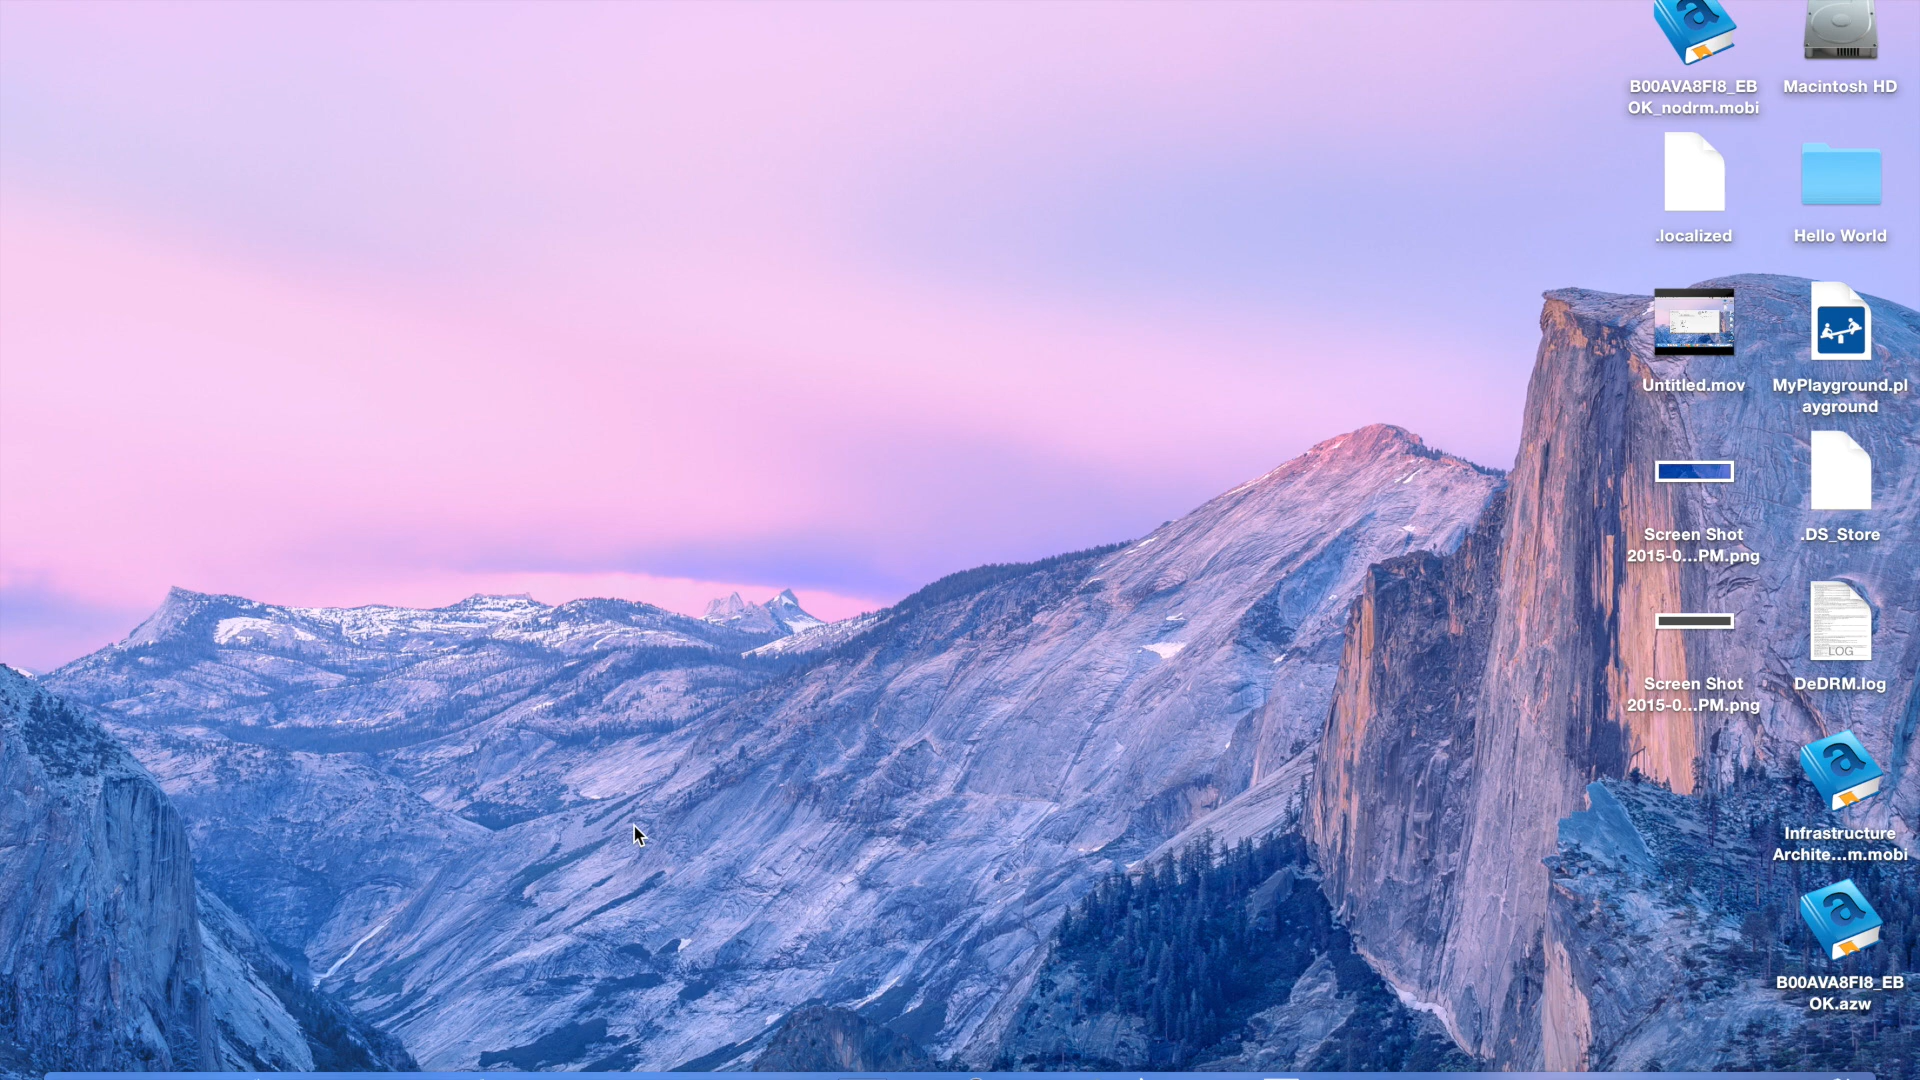 B00AVA8FI8_EB
OK_nodrm.mobi
Macintosh HD
.localized
Hello World
Untitled.mov
MyPlayground.pl
ayground
Screen Shot
2015-0...PM.png
.DS_Store
LOG
Screen Shot
2015-0...PM.png
DeDRM.log
Infrastructure
Archite...m.mobi
B00AVA8FI8_EB
OK.azw